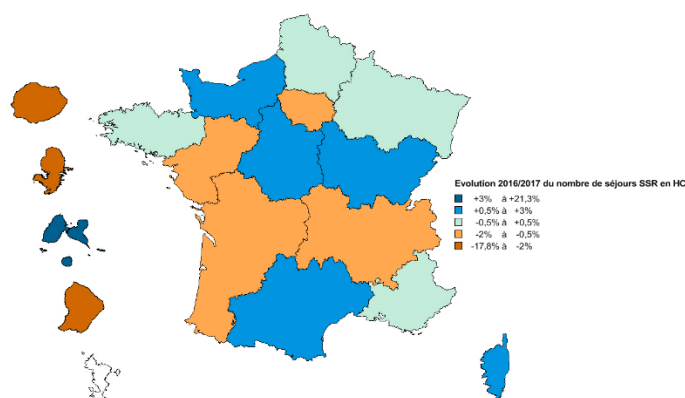 Evolution 2016/2017 du nombre de séjours SSR en HC
+3% à +21,3%
+0,5% à +3%
-0,5% à +0,5%
-2% à -0,5%
-17,8% à -2%